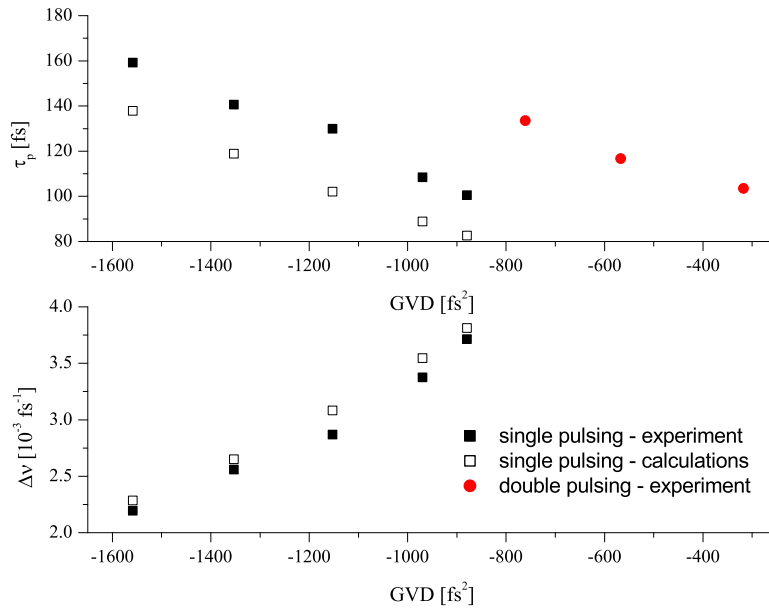 180
160
140
120
100
80
τp [fs]
-1600 -1400 -1200 -1000 -800 -600 -400
GVD [fs²]
4.0
3.5
3.0
2.5
2.0
Δν [10⁻³ fs⁻¹]
single pulsing - experiment
single pulsing - calculations
double pulsing - experiment
-1600 -1400 -1200 -1000 -800 -600 -400
GVD [fs²]